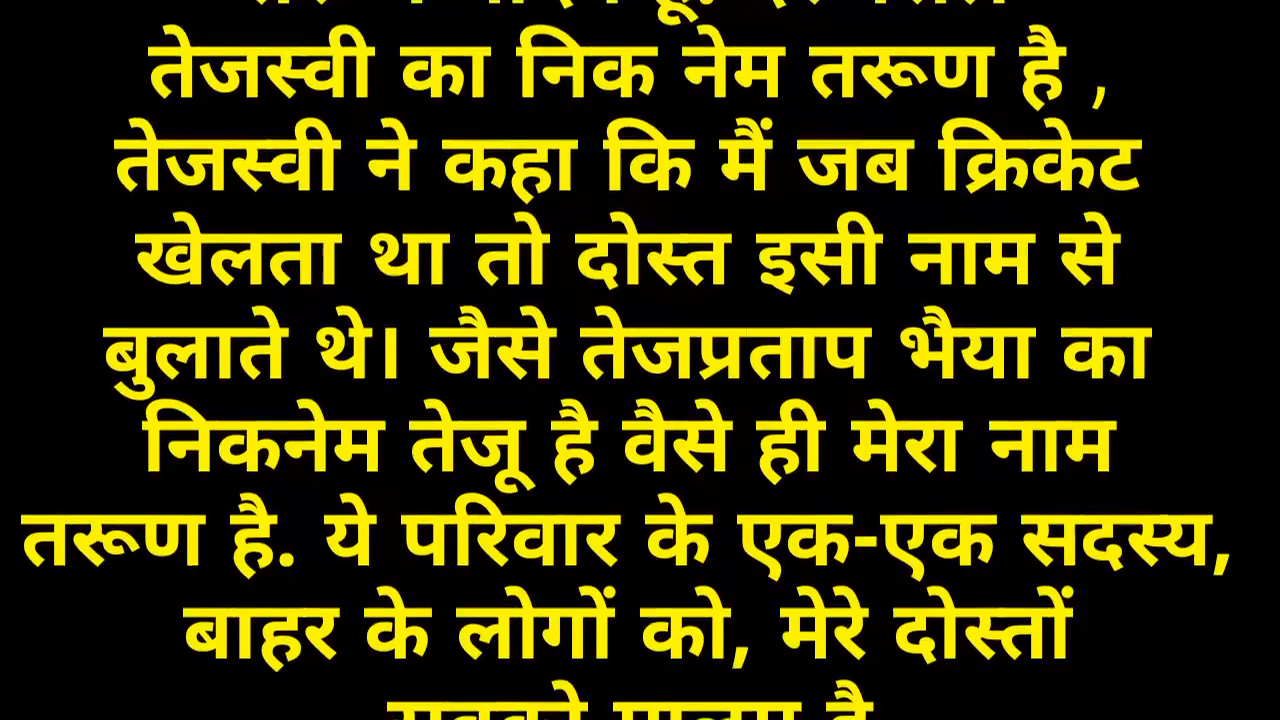 तेजस्वी का निक नेम तरूण है ,
तेजस्वी ने कहा कि मैं जब क्रिकेट
खेलता था तो दोस्त इसी नाम से
बुलाते थे। जैसे तेजप्रताप भैया का
निकनेम तेजू है वैसे ही मेरा नाम
तरूण है. ये परिवार के एक-एक सदस्य,
बाहर के लोगों को, मेरे दोस्तों